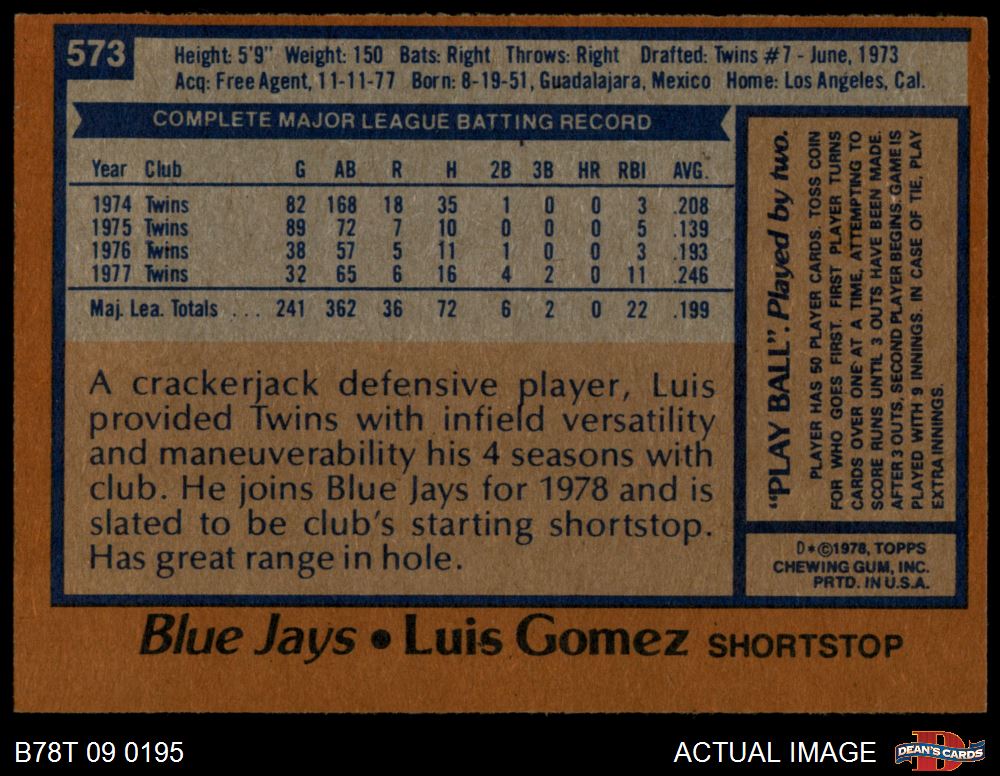 573
Height: 5'9" Weight: 150 Bats: Right Throws: Right Drafted: Twins #7 - June, 1973
Acq: Free Agent, 11-11-77 Born: 8-19-51, Guadalajara, Mexico Home: Los Angeles, Cal.
COMPLETE MAJOR LEAGUE BATTING RECORD
Year Club G AB R H 2B 3B HR RBI AVG.
1974 Twins 82 168 18 35 1 0 0 3 .208
1975 Twins 89 72 7 10 0 0 0 5 .139
1976 Twins 38 57 5 11 1 0 0 3 .193
1977 Twins 32 65 6 16 4 2 0 11 .246
Maj. Lea. Totals . . . 241 362 36 72 6 2 0 22 .199
A crackerjack defensive player, Luis
provided Twins with infield versatility
and maneuverability his 4 seasons with
club. He joins Blue Jays for 1978 and is
slated to be club's starting shortstop.
Has great range in hole.
"PLAY BALL". Played by two.
PLAYER HAS 50 PLAYER CARDS. TOSS COIN
FOR WHO GOES FIRST. FIRST PLAYER TURNS
CARDS OVER ONE AT A TIME, ATTEMPTING TO
SCORE RUNS UNTIL 3 OUTS HAVE BEEN MADE.
AFTER 3 OUTS, SECOND PLAYER BEGINS. GAME IS
PLAYED WITH 9 INNINGS. IN CASE OF TIE, PLAY
EXTRA INNINGS.
D*©1978, TOPPS
CHEWING GUM, INC.
PRTD. IN U.S.A.
Blue Jays • Luis Gomez SHORTSTOP
B78T 09 0195
ACTUAL IMAGE
DEAN'S CARDS